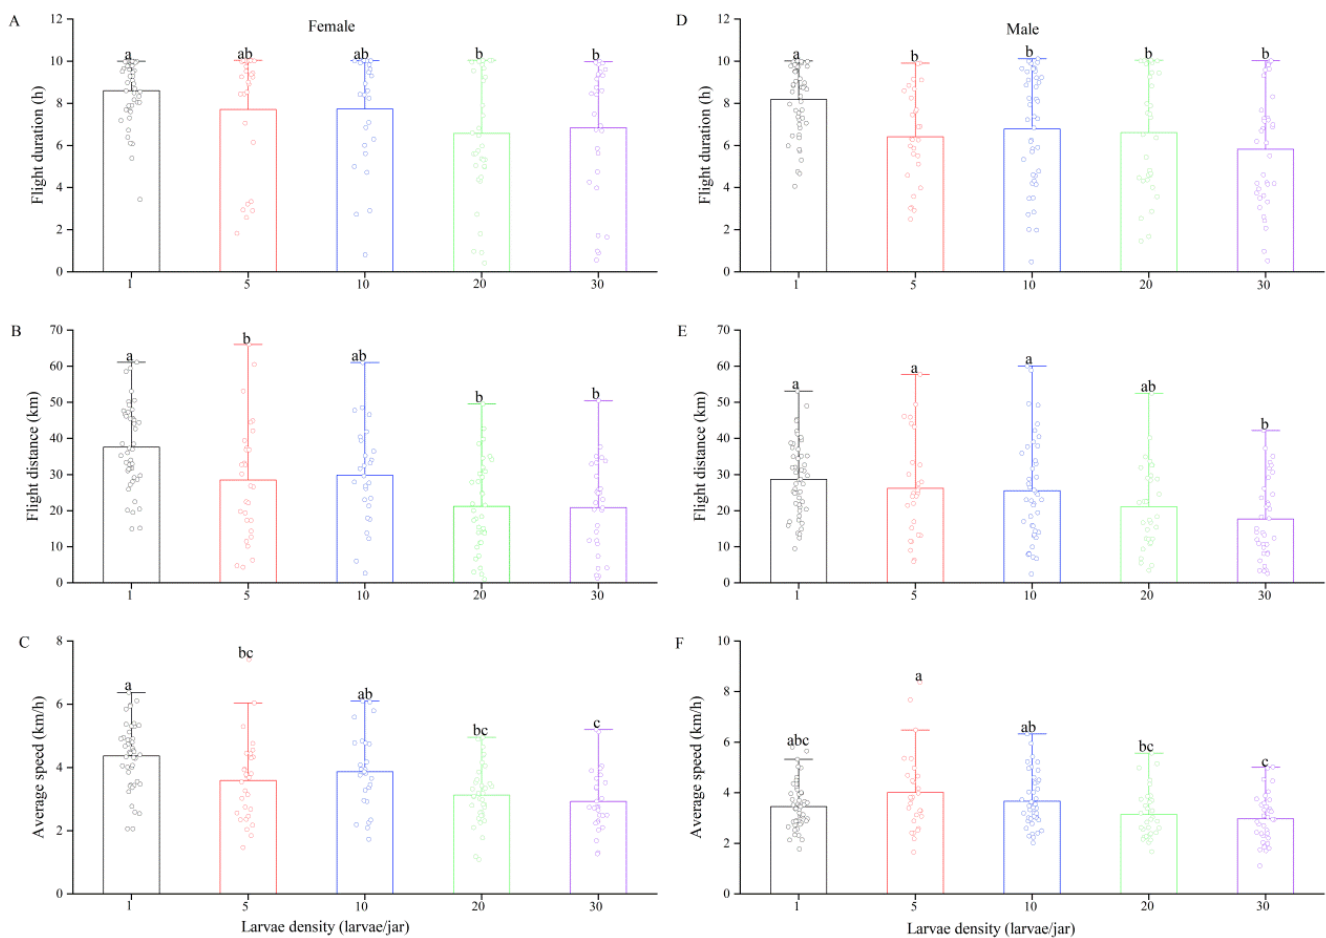 A
Female
Flight duration (h)
12
10
8
6
4
2
0
a
ab
ab
b
b
1
5
10
20
30
D
Male
Flight duration (h)
12
10
8
6
4
2
0
a
b
b
b
b
1
5
10
20
30
B
Flight distance (km)
70
60
50
40
30
20
10
0
a
b
ab
b
b
1
5
10
20
30
E
Flight distance (km)
70
60
50
40
30
20
10
0
a
a
a
ab
b
1
5
10
20
30
C
Average speed (km/h)
8
6
4
2
0
a
bc
ab
bc
c
1
5
10
20
30
Larvae density (larvae/jar)
F
Average speed (km/h)
10
8
6
4
2
0
abc
a
ab
bc
c
1
5
10
20
30
Larvae density (larvae/jar)